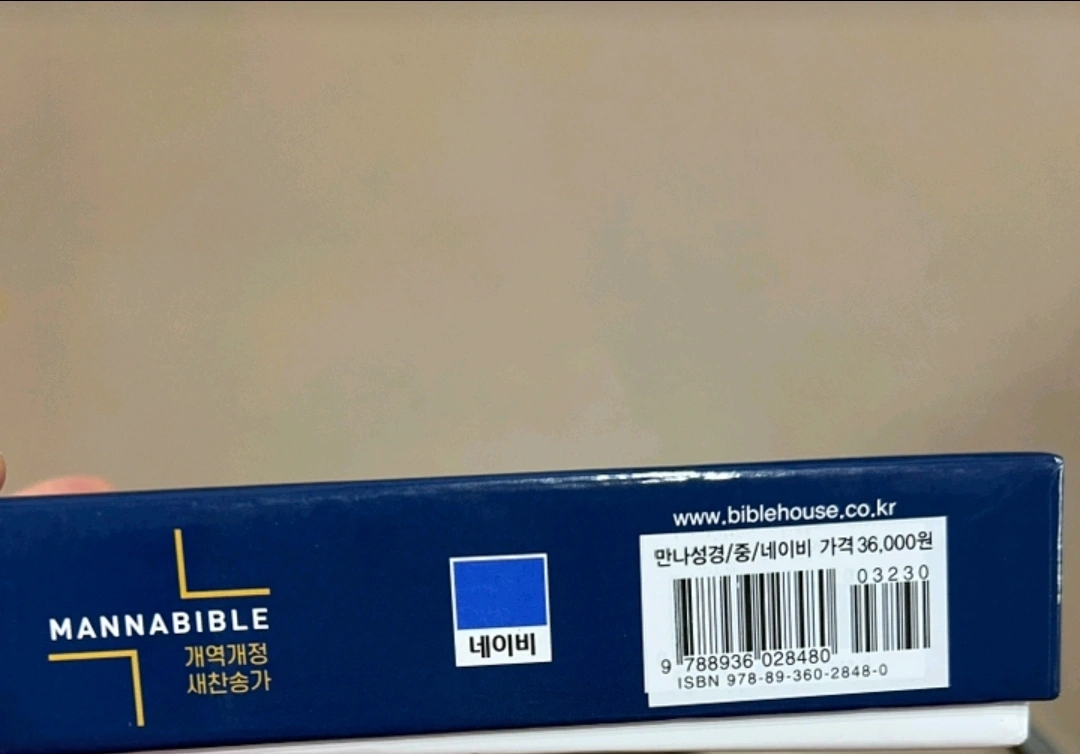 MANNABIBLE
개역개정
새찬송가
네이비
www.biblehouse.co.kr
만나성경/중/네이비 가격 36,000원
03230
9 788936 028480
ISBN 978-89-360-2848-0